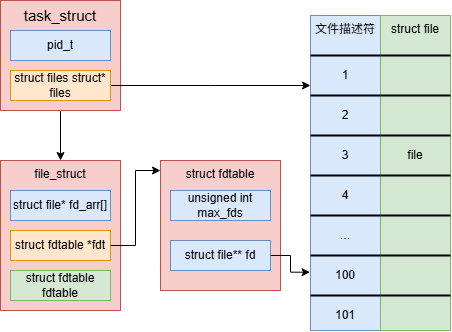 task_struct
pid_t
struct files struct*
files
file_struct
struct file* fd_arr[]
struct fdtable *fdt
struct fdtable
fdtable
struct fdtable
unsigned int
max_fds
struct file** fd
文件描述符 struct file
1
2
3 file
4
...
100
101